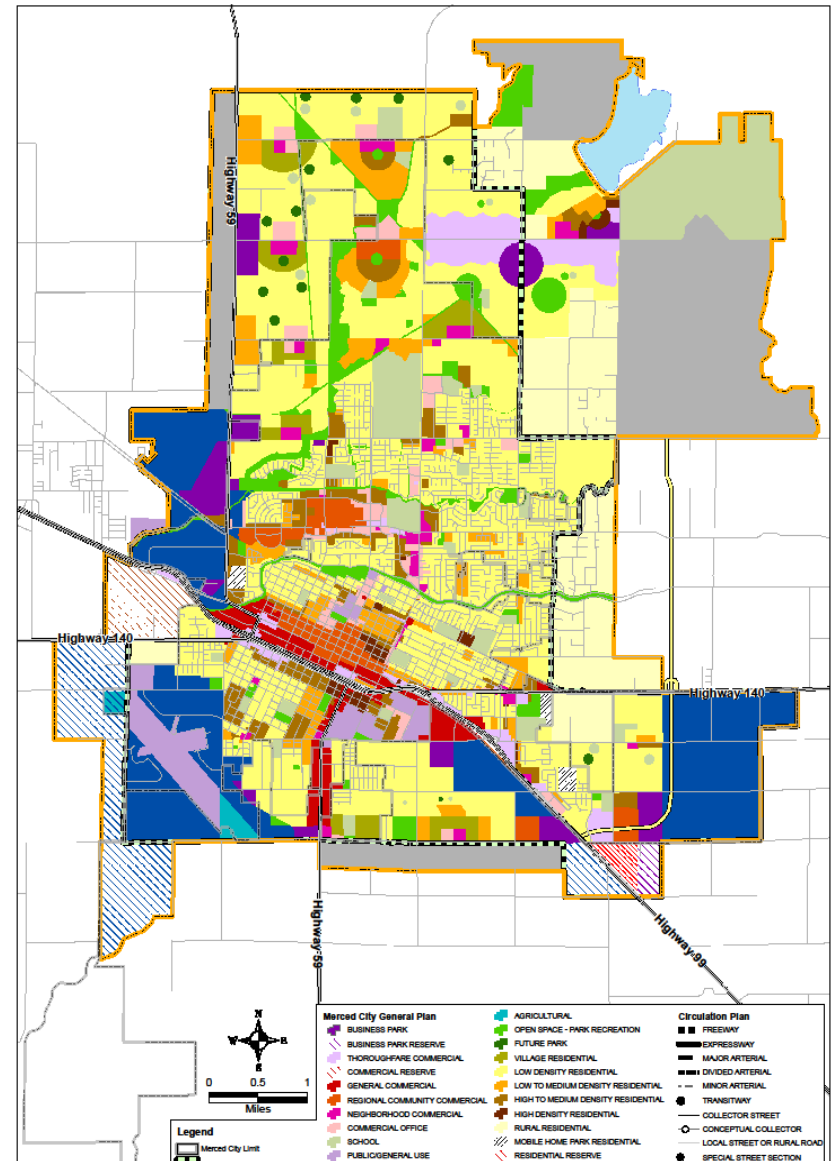 Highway 59
Highway 140
Highway 140
Highway 59
Highway 99
N
W E
S
0 0.5 1
Miles
Legend
Merced City Limit
Merced City General Plan
BUSINESS PARK
BUSINESS PARK RESERVE
THOROUGHFARE COMMERCIAL
COMMERCIAL RESERVE
GENERAL COMMERCIAL
REGIONAL COMMUNITY COMMERCIAL
NEIGHBORHOOD COMMERCIAL
COMMERCIAL OFFICE
SCHOOL
PUBLIC/GENERAL USE
AGRICULTURAL
OPEN SPACE - PARK RECREATION
FUTURE PARK
VILLAGE RESIDENTIAL
LOW DENSITY RESIDENTIAL
LOW TO MEDIUM DENSITY RESIDENTIAL
HIGH TO MEDIUM DENSITY RESIDENTIAL
HIGH DENSITY RESIDENTIAL
RURAL RESIDENTIAL
MOBILE HOME PARK RESIDENTIAL
RESIDENTIAL RESERVE
Circulation Plan
FREEWAY
EXPRESSWAY
MAJOR ARTERIAL
DIVIDED ARTERIAL
MINOR ARTERIAL
TRANSITWAY
COLLECTOR STREET
CONCEPTUAL COLLECTOR
LOCAL STREET OR RURAL ROAD
SPECIAL STREET SECTION